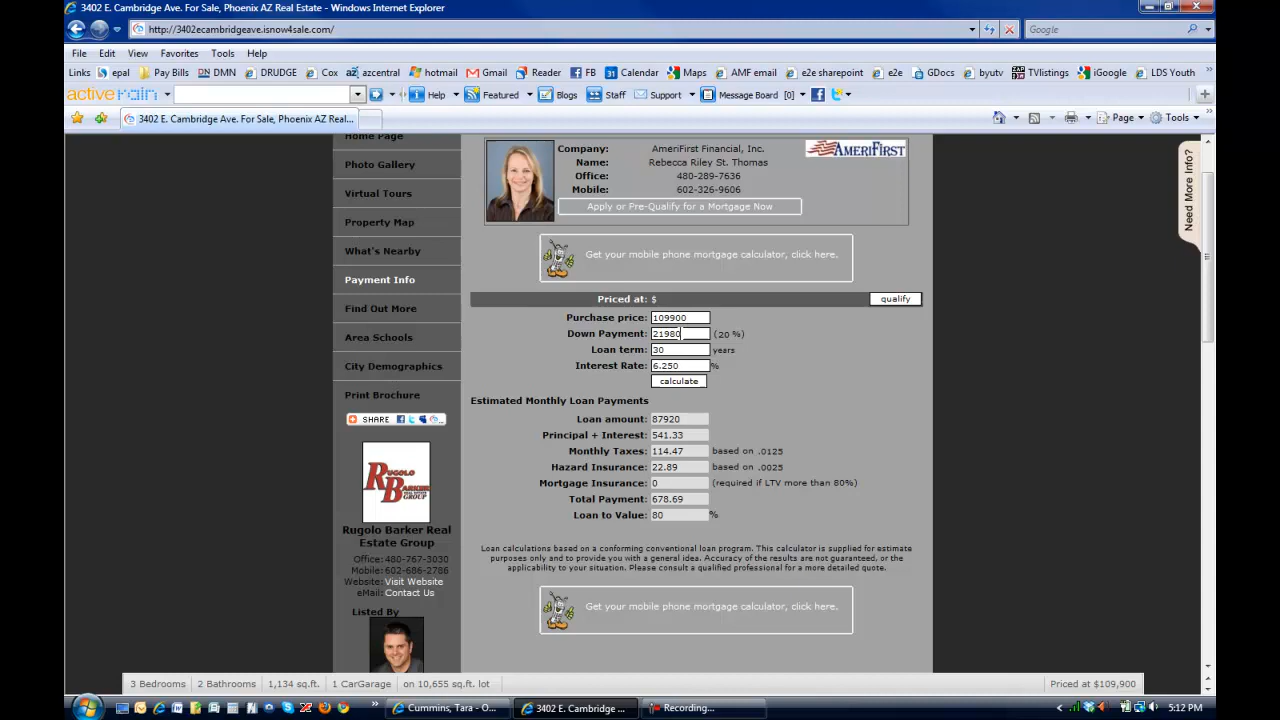 3402 E. Cambridge Ave. For Sale, Phoenix AZ Real Estate - Windows Internet Explorer
http://3402ecambridgeave.isnow4sale.com/
Google
File Edit View Favorites Tools Help
Links epal Pay Bills DMN DRUDGE Cox azcentral hotmail Gmail Reader FB Calendar Maps AMF email e2e sharepoint e2e GD3's byutv TVlistings iGoogle LDS Youth
activerain Help Featured Blogs Staff Support Message Board [0]
3402 E. Cambridge Ave. For Sale, Phoenix AZ Real... Page Tools
Home Page
Photo Gallery
Virtual Tours
Property Map
What's Nearby
Payment Info
Find Out More
Area Schools
City Demographics
Print Brochure
SHARE
RUGOLO
BARKER
REAL ESTATE GROUP
Rugolo Barker Real
Estate Group
Office: 480-767-3030
Mobile: 602-686-2786
Website: Visit Website
eMail: Contact Us
Listed By
Company: AmeriFirst Financial, Inc.
AMERIFIRST
Name: Rebecca Riley St. Thomas
Office: 480-289-7636
Mobile: 602-326-9606
Apply or Pre-Qualify for a Mortgage Now
Need More Info?
Get your mobile phone mortgage calculator, click here.
Priced at: $ qualify
Purchase price: 109900
Down Payment: 21980 (20 %)
Loan term: 30 years
Interest Rate: 6.250 %
calculate
Estimated Monthly Loan Payments
Loan amount: 87920
Principal + Interest: 541.33
Monthly Taxes: 114.47 based on .0125
Hazard Insurance: 22.89 based on .0025
Mortgage Insurance: 0 (required if LTV more than 80%)
Total Payment: 678.69
Loan to Value: 80 %
Loan calculations based on a conforming conventional loan program. This calculator is supplied for estimate
purposes only and to provide you with a general idea. Accuracy of the results are not guaranteed, or the
applicability to your situation. Please consult a qualified professional for a more detailed quote.
Get your mobile phone mortgage calculator, click here.
3 Bedrooms 2 Bathrooms 1,134 sq.ft. 1 CarGarage on 10,655 sq.ft. lot Priced at $109,900
Cummins, Tara - O... 3402 E. Cambridge ... Recording... 5:12 PM